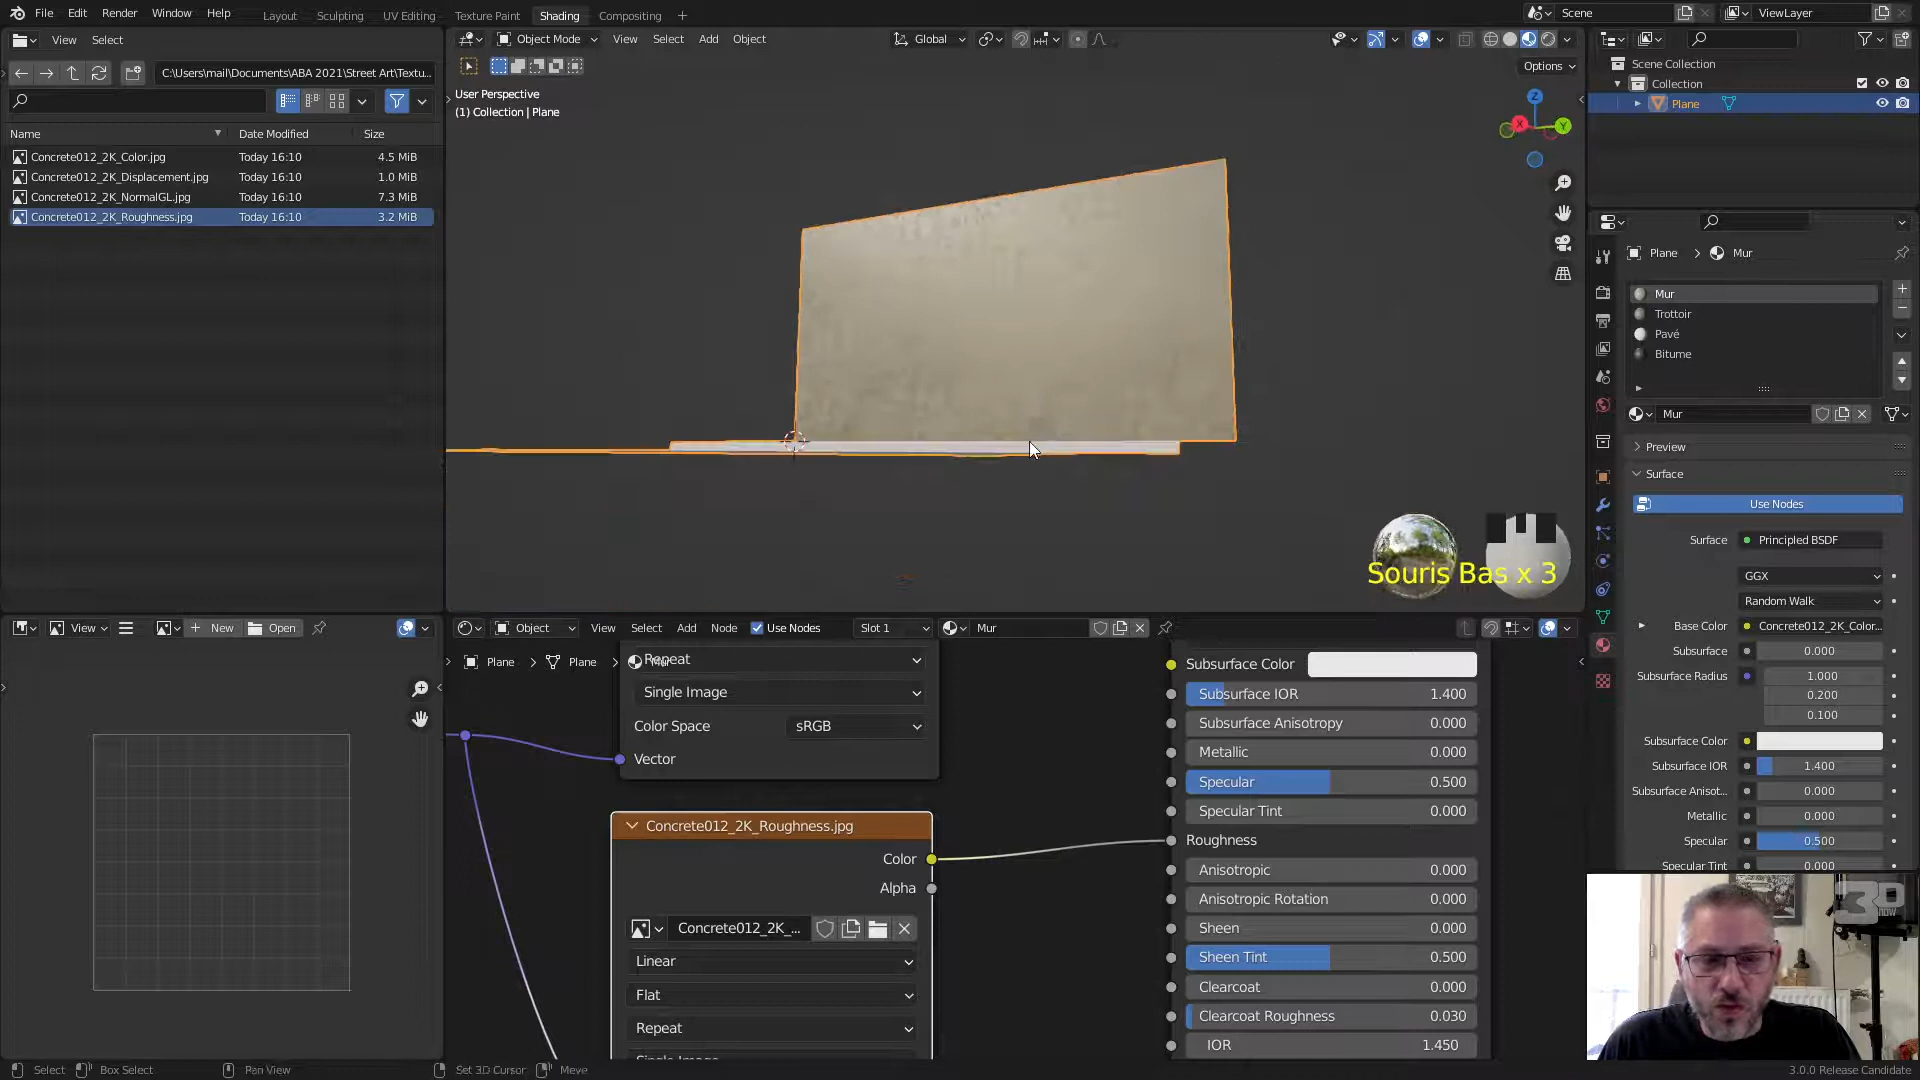 File Edit Render Window Help Layout Sculpting UV Editing Texture Paint Shading Compositing + Scene ViewLayer
View Select Object Mode View Select Add Object Global
C:\Users\mail\Documents\ABA 2021\Street Art\Textu...
Options
Name Date Modified Size
Concrete012_2K_Color.jpg Today 16:10 4.5 MiB
Concrete012_2K_Displacement.jpg Today 16:10 1.0 MiB
Concrete012_2K_NormalGL.jpg Today 16:10 7.3 MiB
Concrete012_2K_Roughness.jpg Today 16:10 3.2 MiB
User Perspective
(1) Collection | Plane
Z
X
Y
Souris Bas x 3
Scene Collection
Collection
Plane
Plane > Mur
Mur
Trottoir
Pavé
Bitume
Mur
Preview
Surface
Use Nodes
Surface Principled BSDF
GGX
Random Walk
Base Color Concrete012_2K_Color...
Subsurface 0.000
Subsurface Radius 1.000
0.200
0.100
Subsurface Color
Subsurface IOR 1.400
Subsurface Anisot... 0.000
Metallic 0.000
Specular 0.500
Specular Tint 0.000
View New Open
Object View Select Add Node Use Nodes Slot 1 Mur
Plane > Plane > Mur
Repeat
Single Image
Color Space sRGB
Vector
Concrete012_2K_Roughness.jpg
Color
Alpha
Concrete012_2K_...
Linear
Flat
Repeat
Single Image
Subsurface Color
Subsurface IOR 1.400
Subsurface Anisotropy 0.000
Metallic 0.000
Specular 0.500
Specular Tint 0.000
Roughness
Anisotropic 0.000
Anisotropic Rotation 0.000
Sheen 0.000
Sheen Tint 0.500
Clearcoat 0.000
Clearcoat Roughness 0.030
IOR 1.450
Select Box Select Pan View Set 3D Cursor Move 3.0.0 Release Candidate